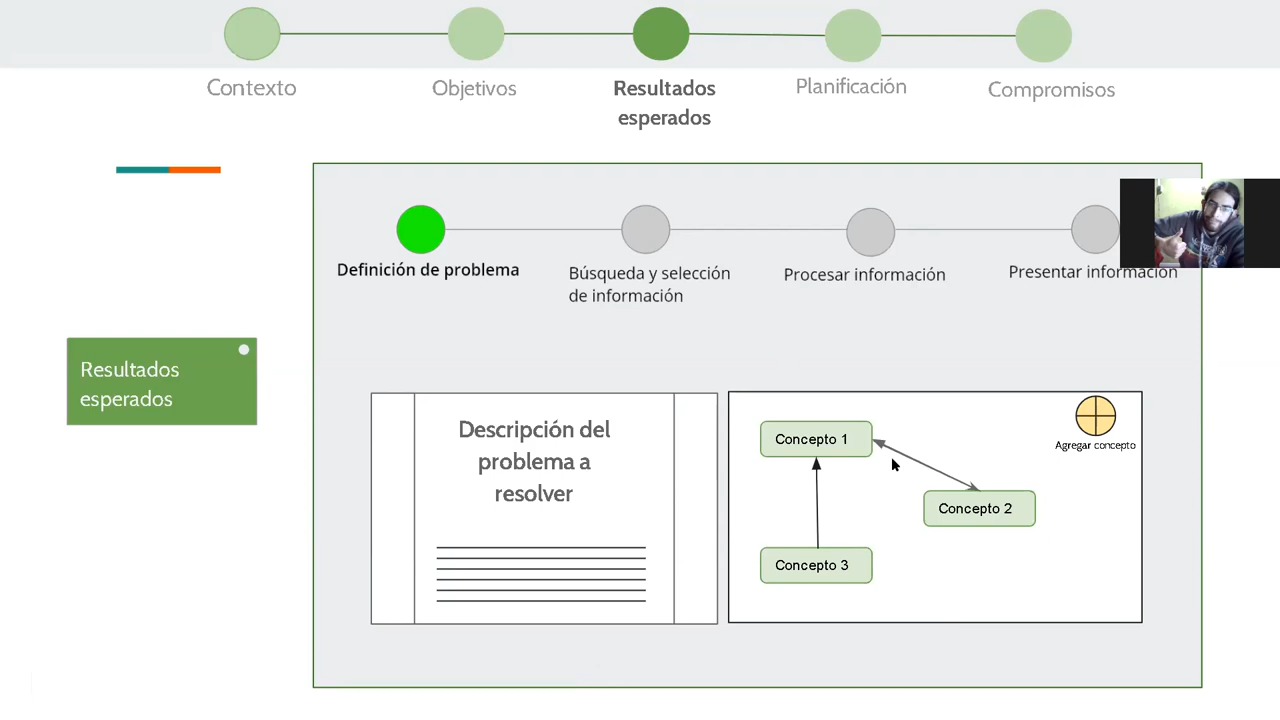 Contexto
Objetivos
Resultados
esperados
Planificación
Compromisos
Definición de problema
Búsqueda y selección
de información
Procesar información
Presentar información
Resultados
esperados
Descripción del
problema a
resolver
Concepto 1
Agregar concepto
Concepto 2
Concepto 3